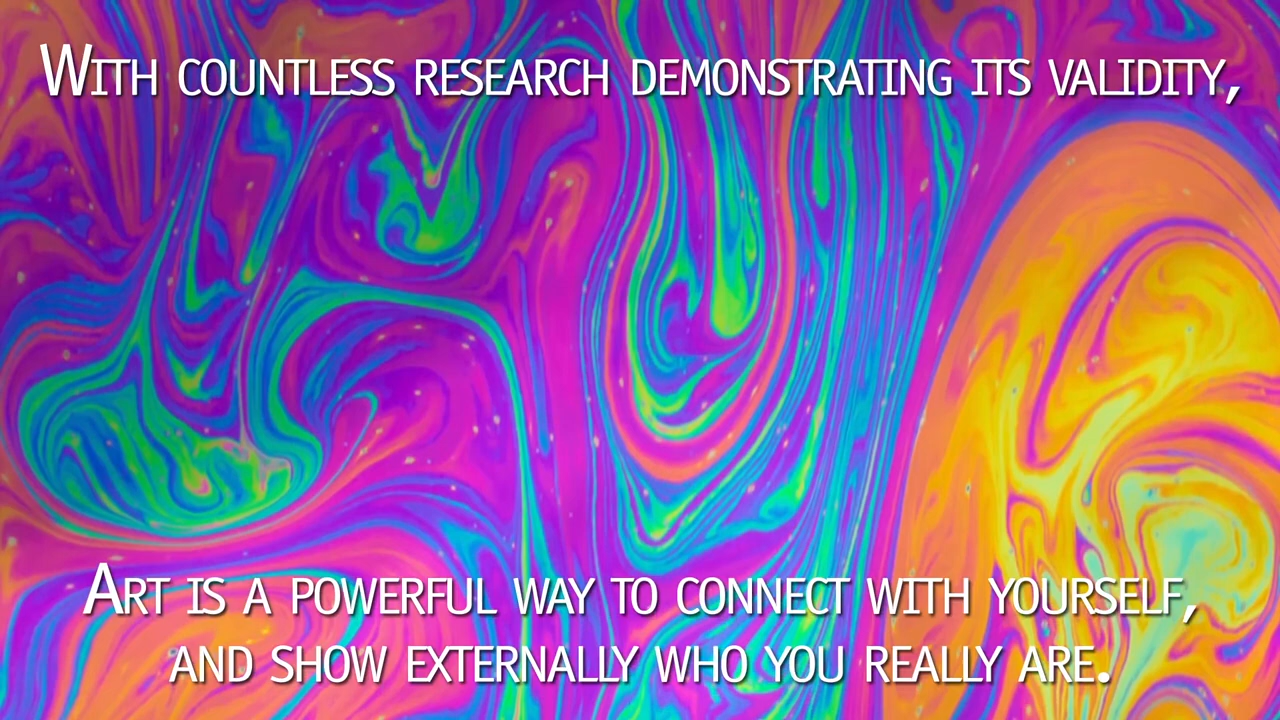 With countless research demonstrating its validity,
Art is a powerful way to connect with yourself,
and show externally who you really are.